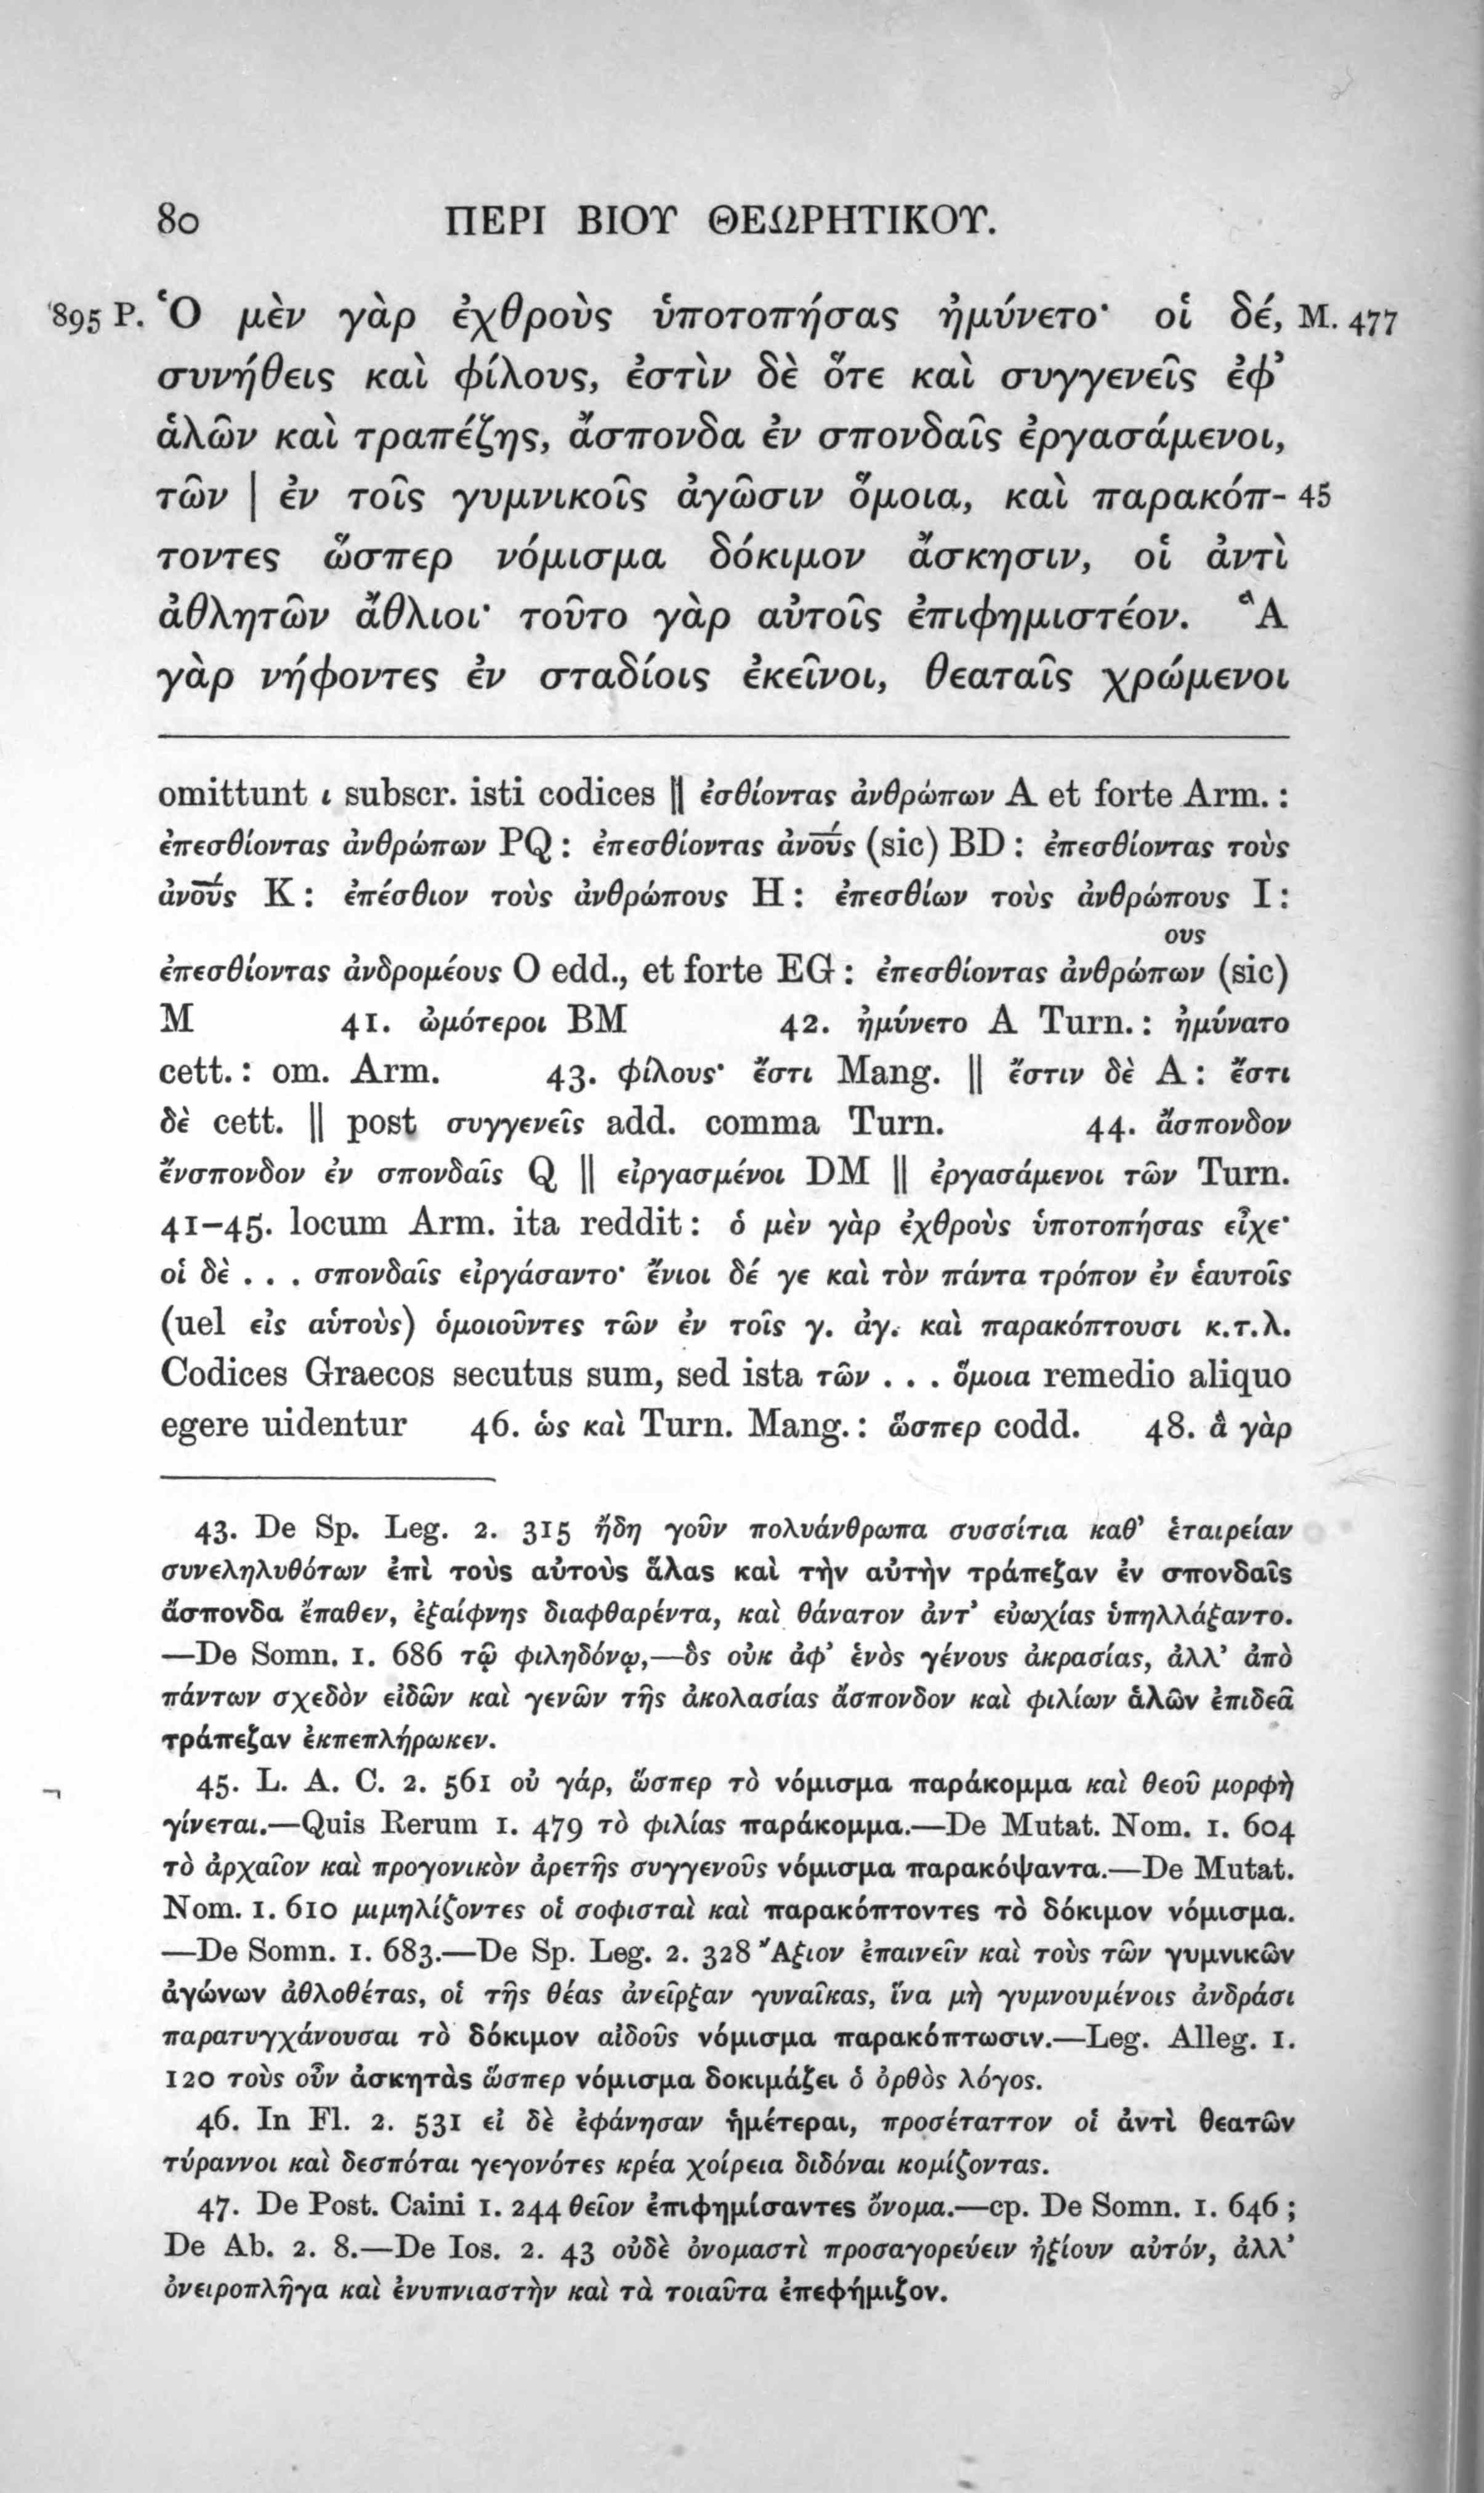 80 ΠΕΡΙ ΒΙΟΥ ΘΕΩΡΗΤΙΚΟΥ.
895 P. Ὁ μὲν γὰρ ἐχθροὺς ὑποτοπήσας ἠμύνετο· οἱ δέ, M. 477
συνήθεις καὶ φίλους, ἐστὶν δὲ ὅτε καὶ συγγενεῖς ἐφ’
ἁλῶν καὶ τραπέζης, ἄσπονδα ἐν σπονδαῖς ἐργασάμενοι,
τῶν | ἐν τοῖς γυμνικοῖς ἀγῶσιν ὅμοια, καὶ παρακόπ- 45
τοντες ὥσπερ νόμισμα δόκιμον ἄσκησιν, οἱ ἀντὶ
ἀθλητῶν ἄθλιοι· τοῦτο γὰρ αὐτοῖς ἐπιφημιστέον. Ἃ
γὰρ νήφοντες ἐν σταδίοις ἐκεῖνοι, θεαταῖς χρώμενοι
omittunt ι subscr. isti codices || ἐσθίοντας ἀνθρώπων A et forte Arm. :
ἐπεσθίοντας ἀνθρώπων PQ : ἐπεσθίοντας ἀνο̅ύ̅ς (sic) BD : ἐπεσθίοντας τοὺς
ἀνο̅ύ̅ς K : ἐπέσθιον τοὺς ἀνθρώπους H : ἐπεσθίων τοὺς ἀνθρώπους I :
ους
ἐπεσθίοντας ἀνδρομέους O edd., et forte EG : ἐπεσθίοντας ἀνθρώπων (sic)
M 41. ὠμότεροι BM 42. ἠμύνετο A Turn. : ἠμύνατο
cett. : om. Arm. 43. φίλους· ἔστι Mang. || ἔστιν δὲ A : ἔστι
δὲ cett. || post συγγενεῖς add. comma Turn. 44. ἄσπονδον
ἔνσπονδον ἐν σπονδαῖς Q || εἰργασμένοι DM || ἐργασάμενοι τῶν Turn.
41–45. locum Arm. ita reddit : ὁ μὲν γὰρ ἐχθροὺς ὑποτοπήσας εἶχε·
οἱ δὲ . . . σπονδαῖς εἰργάσαντο· ἔνιοι δέ γε καὶ τὸν πάντα τρόπον ἐν ἑαυτοῖς
(uel εἰς αὑτοὺς) ὁμοιοῦντες τῶν ἐν τοῖς γ. ἀγ. καὶ παρακόπτουσι κ.τ.λ.
Codices Graecos secutus sum, sed ista τῶν . . . ὅμοια remedio aliquo
egere uidentur 46. ὡς καὶ Turn. Mang. : ὥσπερ codd. 48. ἃ γὰρ
43. De Sp. Leg. 2. 315 ἤδη γοῦν πολυάνθρωπα συσσίτια καθ’ ἑταιρείαν
συνεληλυθότων ἐπὶ τοὺς αὐτοὺς ἅλας καὶ τὴν αὐτὴν τράπεζαν ἐν σπονδαῖς
ἄσπονδα ἔπαθεν, ἐξαίφνης διαφθαρέντα, καὶ θάνατον ἀντ’ εὐωχίας ὑπηλλάξαντο.
—De Somn. 1. 686 τῷ φιληδόνῳ,—ὃς οὐκ ἀφ’ ἑνὸς γένους ἀκρασίας, ἀλλ’ ἀπὸ
πάντων σχεδὸν εἰδῶν καὶ γενῶν τῆς ἀκολασίας ἄσπονδον καὶ φιλίων ἁλῶν ἐπιδεᾶ
τράπεζαν ἐκπεπλήρωκεν.
45. L. A. C. 2. 561 οὐ γάρ, ὥσπερ τὸ νόμισμα παράκομμα καὶ θεοῦ μορφὴ
γίνεται.—Quis Rerum 1. 479 τὸ φιλίας παράκομμα.—De Mutat. Nom. 1. 604
τὸ ἀρχαῖον καὶ προγονικὸν ἀρετῆς συγγενοῦς νόμισμα παρακόψαντα.—De Mutat.
Nom. 1. 610 μιμηλίζοντες οἱ σοφισταὶ καὶ παρακόπτοντες τὸ δόκιμον νόμισμα.
—De Somn. 1. 683.—De Sp. Leg. 2. 328 Ἄξιον ἐπαινεῖν καὶ τοὺς τῶν γυμνικῶν
ἀγώνων ἀθλοθέτας, οἱ τῆς θέας ἀνεῖρξαν γυναῖκας, ἵνα μὴ γυμνουμένοις ἀνδράσι
παρατυγχάνουσαι τὸ δόκιμον αἰδοῦς νόμισμα παρακόπτωσιν.—Leg. Alleg. 1.
120 τοὺς οὖν ἀσκητὰς ὥσπερ νόμισμα δοκιμάζει ὁ ὀρθὸς λόγος.
46. In Fl. 2. 531 εἰ δὲ ἐφάνησαν ἡμέτεραι, προσέταττον οἱ ἀντὶ θεατῶν
τύραννοι καὶ δεσπόται γεγονότες κρέα χοίρεια διδόναι κομίζοντας.
47. De Post. Caini 1. 244 θεῖον ἐπιφημίσαντες ὄνομα.—cp. De Somn. 1. 646 ;
De Ab. 2. 8.—De Ios. 2. 43 οὐδὲ ὀνομαστὶ προσαγορεύειν ἠξίουν αὐτόν, ἀλλ’
ὀνειροπλῆγα καὶ ἐνυπνιαστὴν καὶ τὰ τοιαῦτα ἐπεφήμιζον.